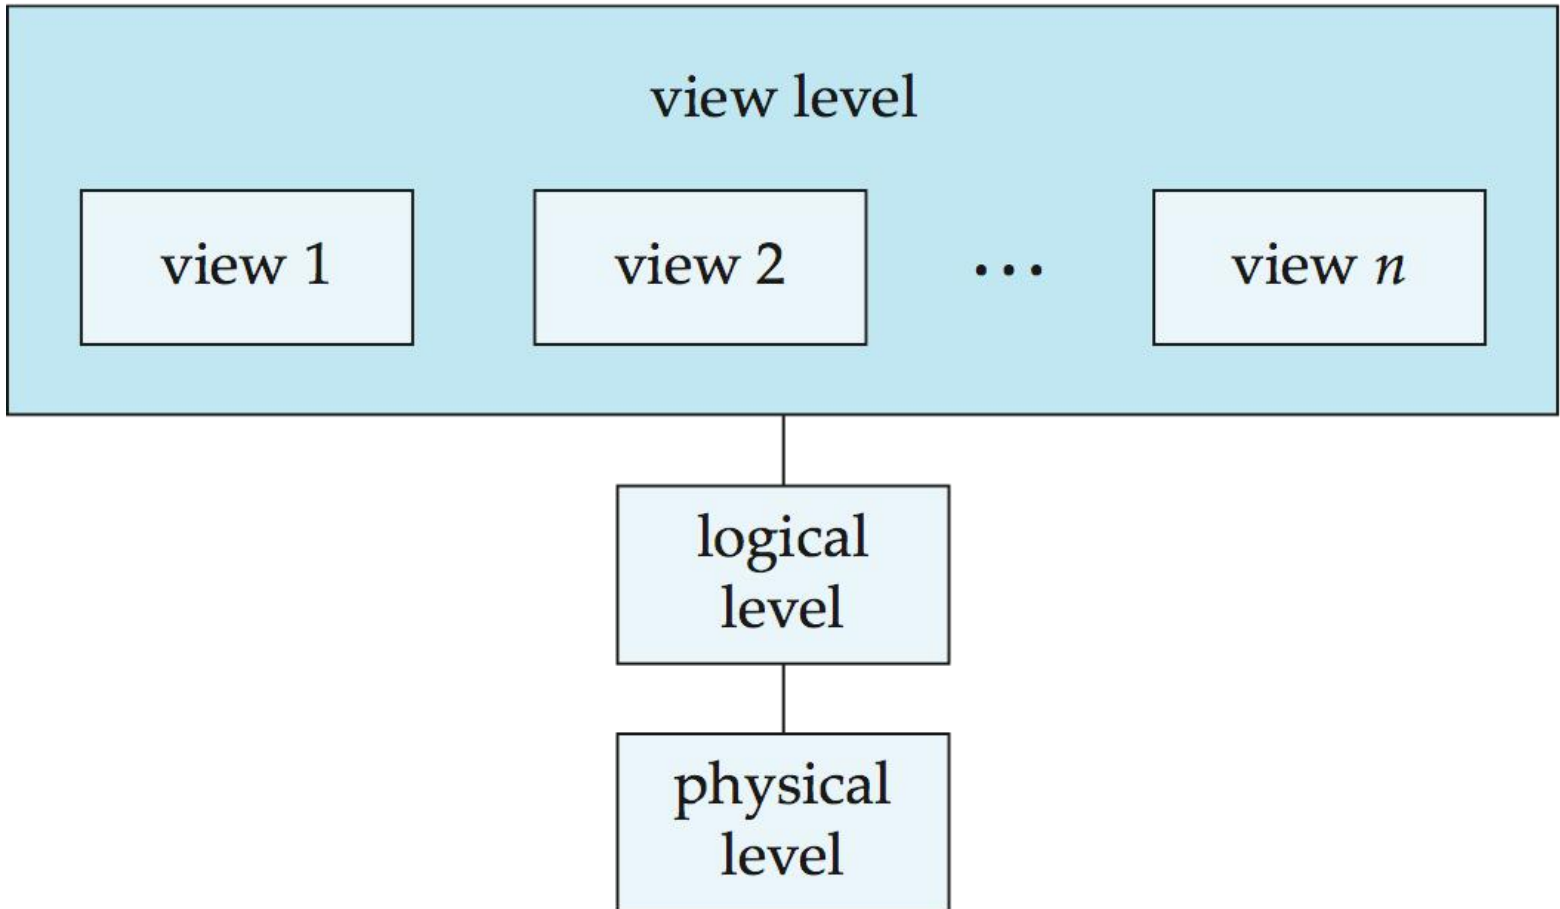 view level
view 1
view 2
...
view n
logical
level
physical
level